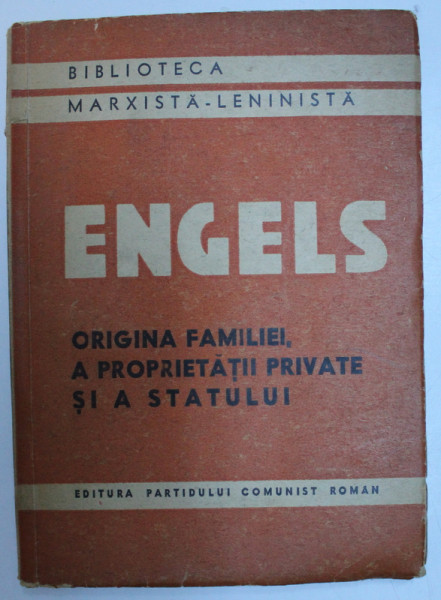 BIBLIOTECA
MARXISTĂ-LENINISTĂ
ENGELS
ORIGINA FAMILIEI,
A PROPRIETĂȚII PRIVATE
ȘI A STATULUI
EDITURA PARTIDULUI COMUNIST ROMAN